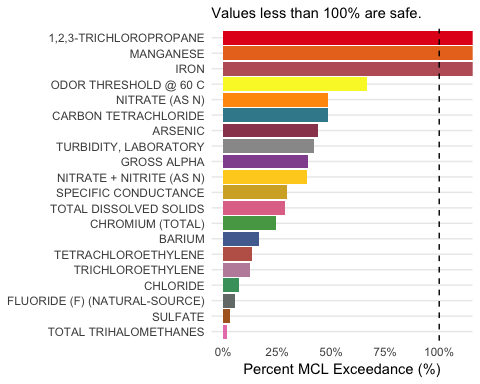 Values less than 100% are safe.
1,2,3-TRICHLOROPROPANE
MANGANESE
IRON
ODOR THRESHOLD @ 60 C
NITRATE (AS N)
CARBON TETRACHLORIDE
ARSENIC
TURBIDITY, LABORATORY
GROSS ALPHA
NITRATE + NITRITE (AS N)
SPECIFIC CONDUCTANCE
TOTAL DISSOLVED SOLIDS
CHROMIUM (TOTAL)
BARIUM
TETRACHLOROETHYLENE
TRICHLOROETHYLENE
CHLORIDE
FLUORIDE (F) (NATURAL-SOURCE)
SULFATE
TOTAL TRIHALOMETHANES
0% 25% 50% 75% 100%
Percent MCL Exceedance (%)